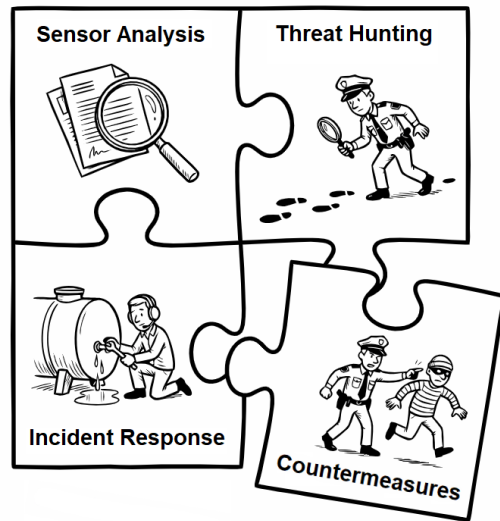 Sensor Analysis
Threat Hunting
Incident Response
Countermeasures